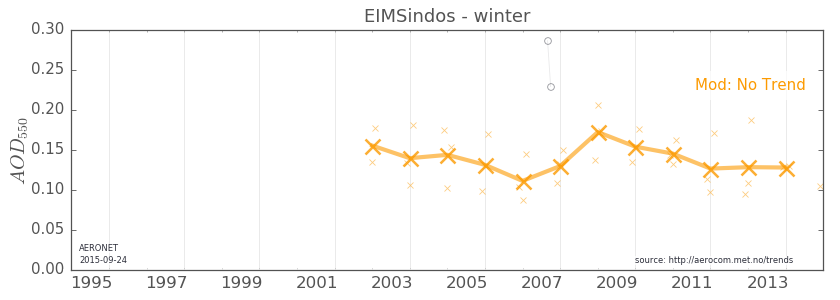 EIMSindos - winter
0.30
0.25
0.20
0.15
0.10
0.05
0.00
AOD550
Mod: No Trend
AERONET
2015-09-24
source: http://aerocom.met.no/trends
1995 1997 1999 2001 2003 2005 2007 2009 2011 2013